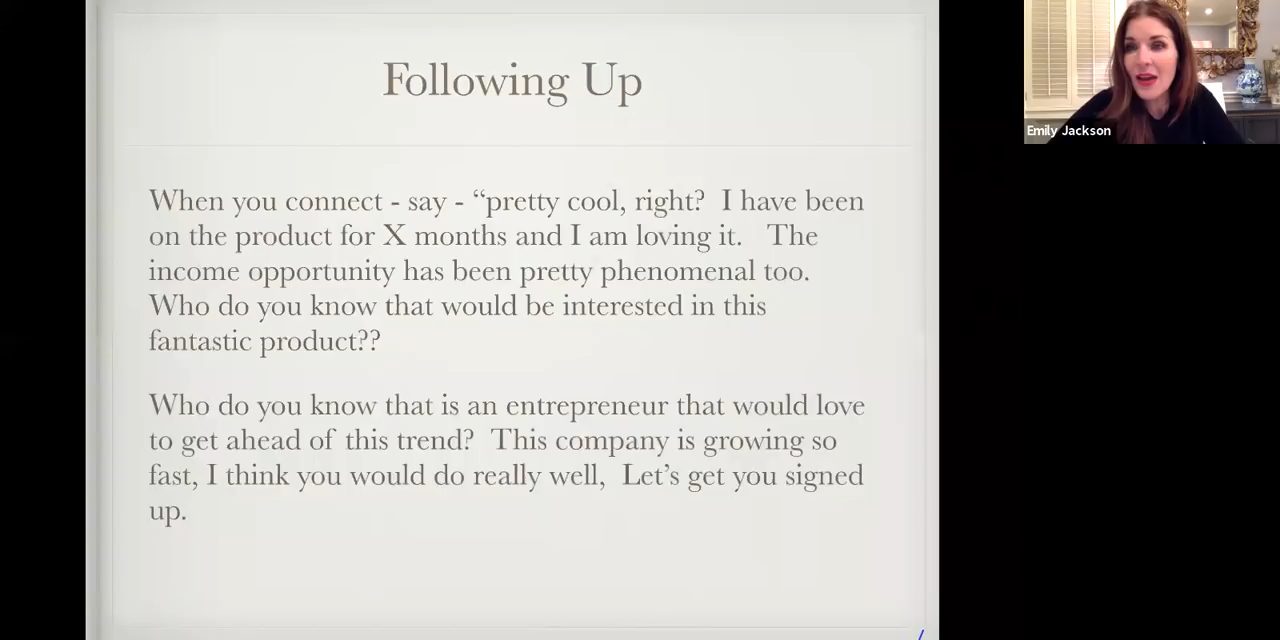 Following Up
When you connect - say - “pretty cool, right?  I have been
on the product for X months and I am loving it.   The
income opportunity has been pretty phenomenal too.
Who do you know that would be interested in this
fantastic product??
Who do you know that is an entrepreneur that would love
to get ahead of this trend?  This company is growing so
fast, I think you would do really well,  Let’s get you signed
up.
Emily Jackson